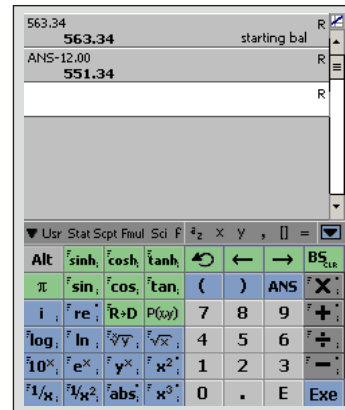 563.34 R
563.34 starting bal
ANS-12.00 R
551.34
R
Usr Stat Scpt Fmul Sci F a z x y , [] =
Alt sinh cosh tanh ← → BS CLR
π sin cos tan ( ) ANS X
i re R→D P(x,y) 7 8 9 +
log ln ˣ√y √x 4 5 6 ÷
10ˣ eˣ yˣ x² 1 2 3 −
1/x 1/x² abs x³ 0 . E Exe